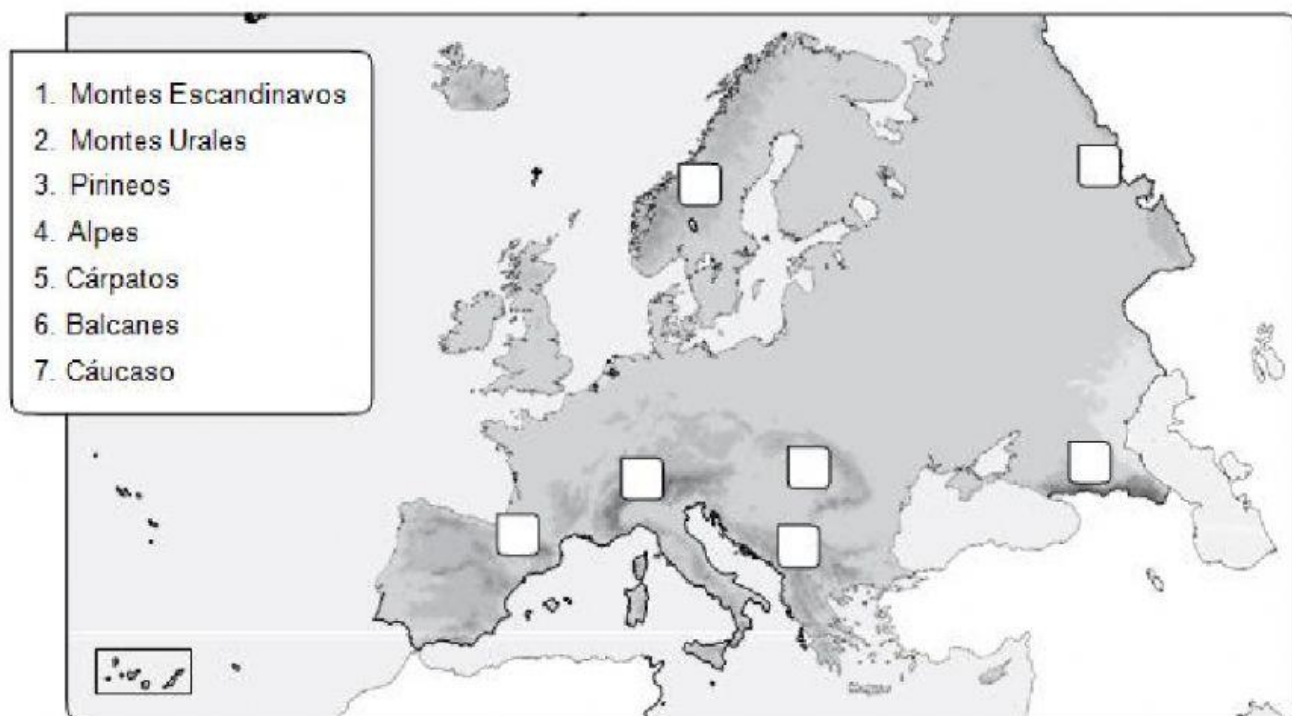 1. Montes Escandinavos
2. Montes Urales
3. Pirineos
4. Alpes
5. Cárpatos
6. Balcanes
7. Cáucaso